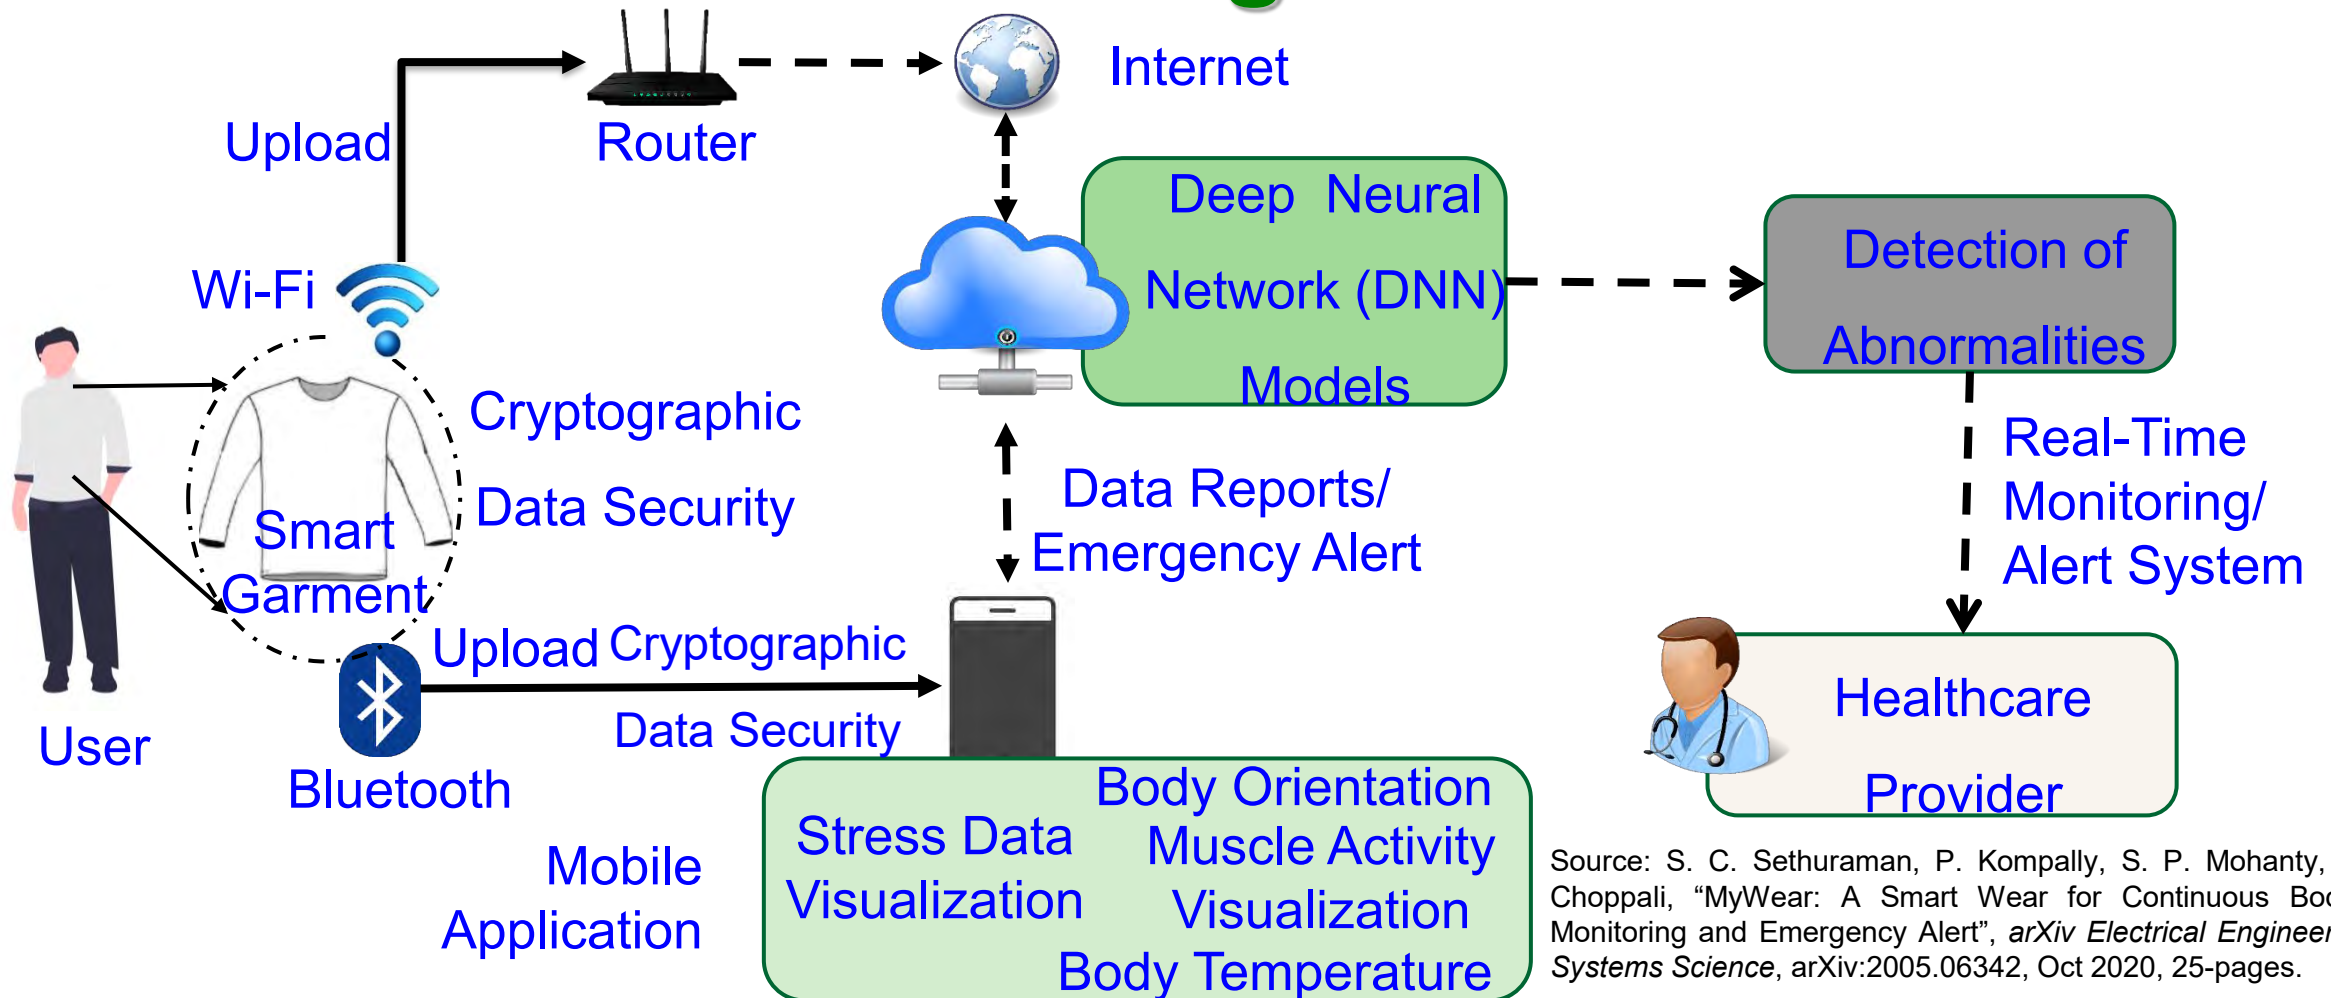 Internet
Upload
Router
Deep Neural
Network (DNN)
Models
Detection of
Abnormalities
Wi-Fi
Cryptographic
Data Security
Smart
Garment
Data Reports/
Emergency Alert
Real-Time
Monitoring/
Alert System
Upload
Cryptographic
Data Security
User
Bluetooth
Healthcare
Provider
Mobile
Application
Stress Data
Visualization
Body Orientation
Muscle Activity
Visualization
Body Temperature
Source: S. C. Sethuraman, P. Kompally, S. P. Mohanty,
Choppali, “MyWear: A Smart Wear for Continuous
Monitoring and Emergency Alert”, arXiv Electrical
Systems Science, arXiv:2005.06342, Oct 2020, 25-pages.